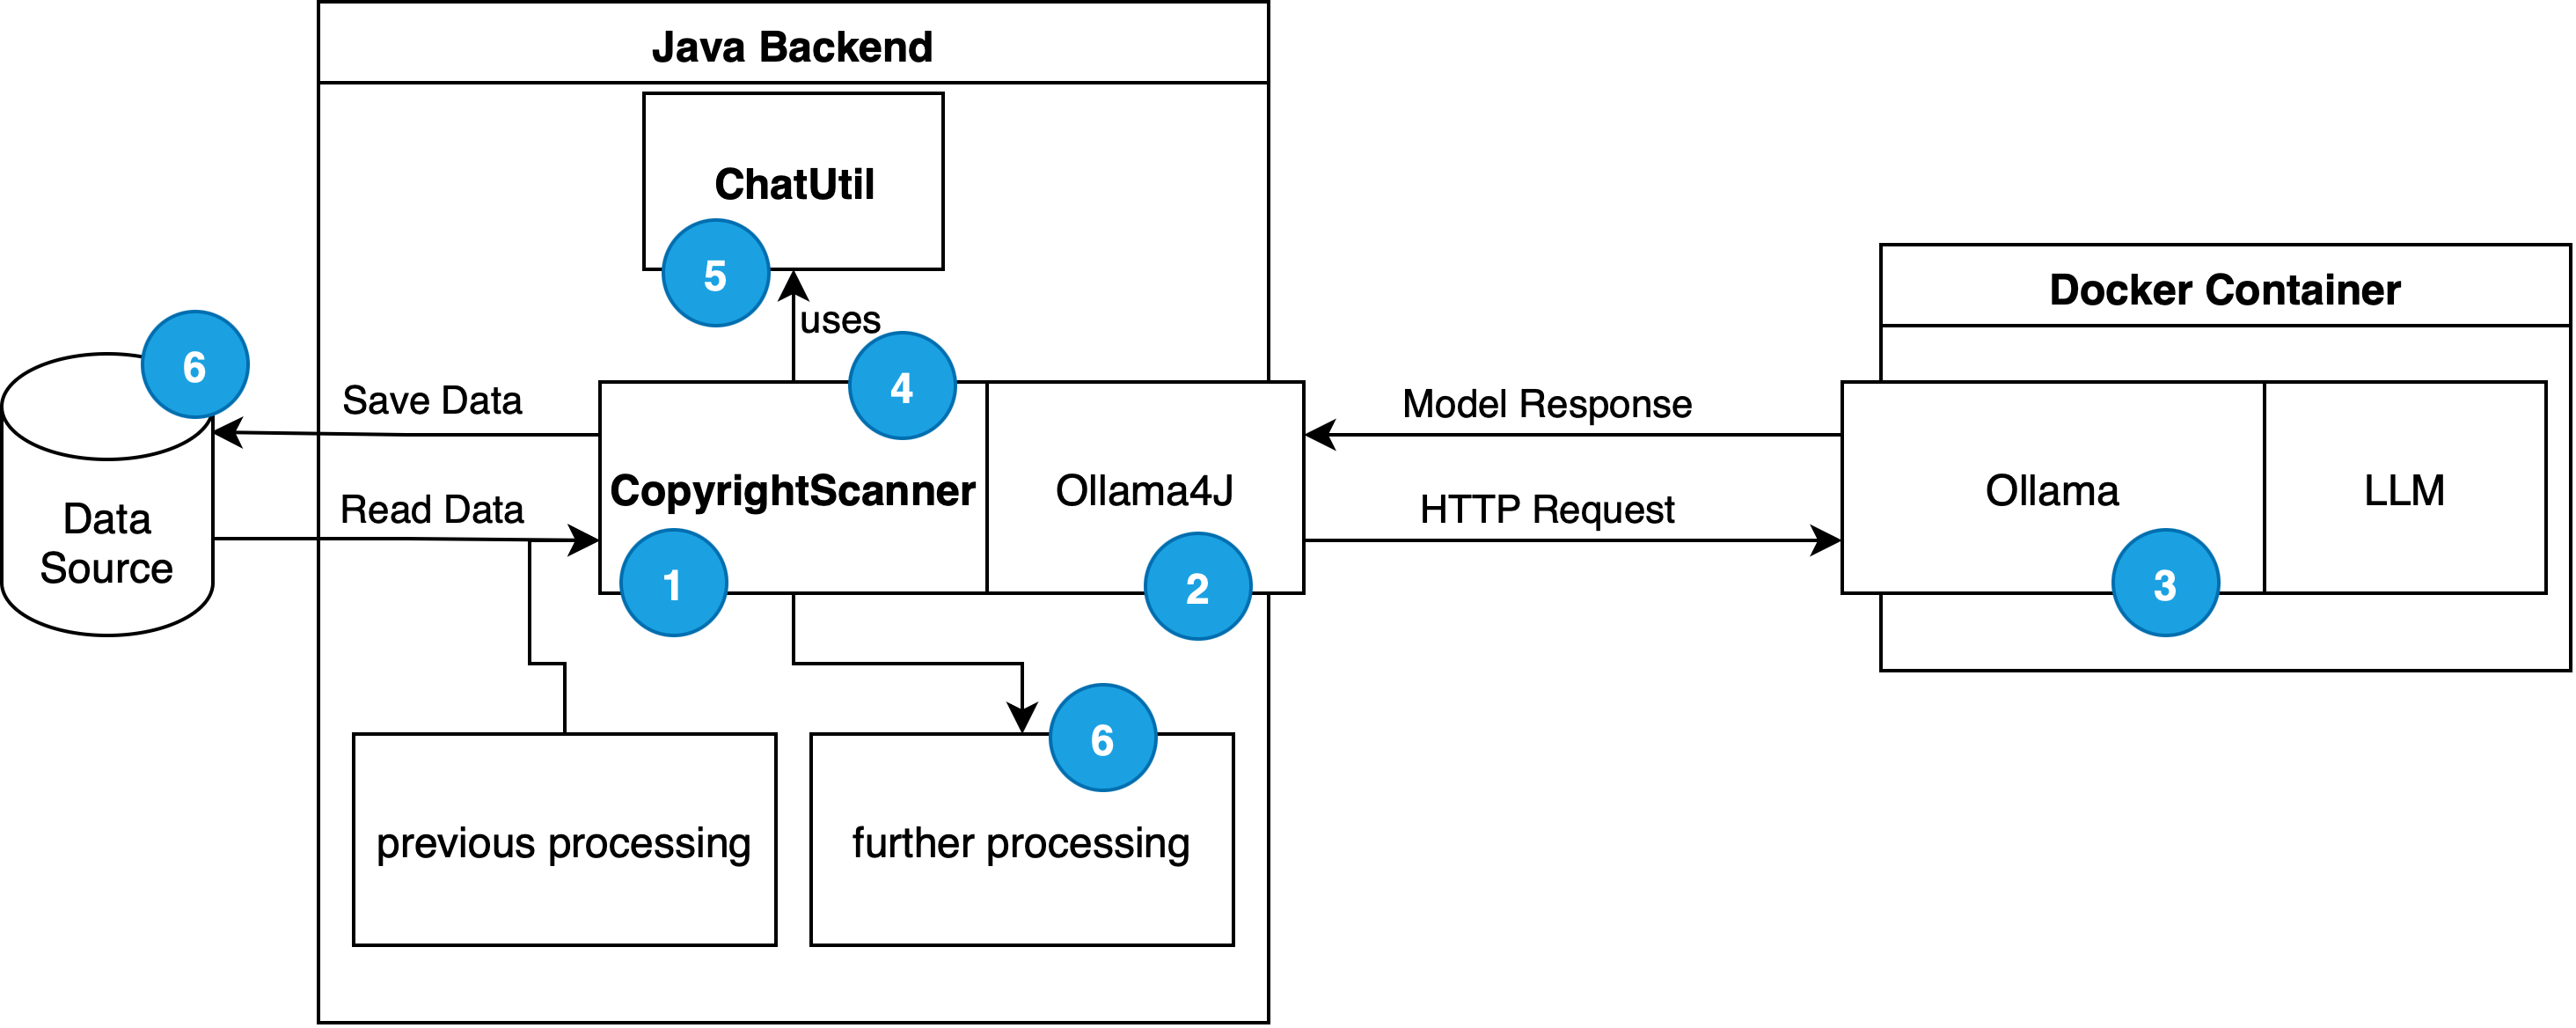 Java Backend
ChatUtil
5
uses
4
6
Save Data
Read Data
Data
Source
CopyrightScanner
1
Ollama4J
2
Model Response
HTTP Request
Docker Container
Ollama
3
LLM
previous processing
further processing
6